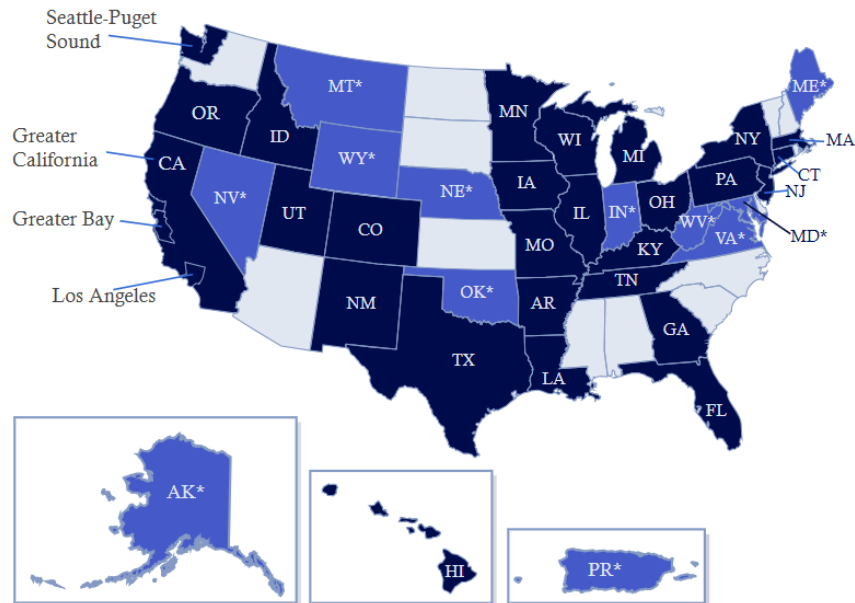 Seattle-Puget
Sound
MT*
ME*
OR
ID
MN
WI
NY
MA
Greater
California
CA
WY*
MI
CT
NV*
NE*
IA
PA
NJ
UT
CO
IL
IN*
OH
WV*
VA*
MD*
Greater Bay
MO
KY
Los Angeles
NM
OK*
AR
TN
GA
TX
LA
FL
AK*
HI
PR*